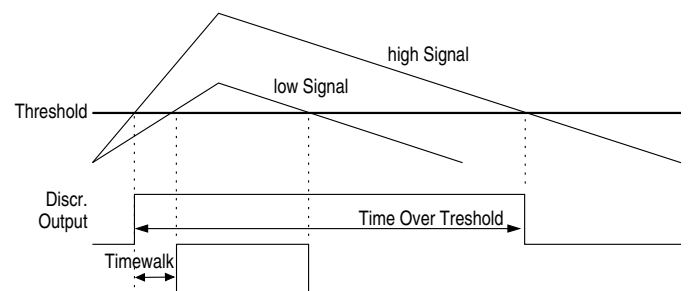 high Signal
low Signal
Threshold
Discr.
Output
Time Over Treshold
Timewalk